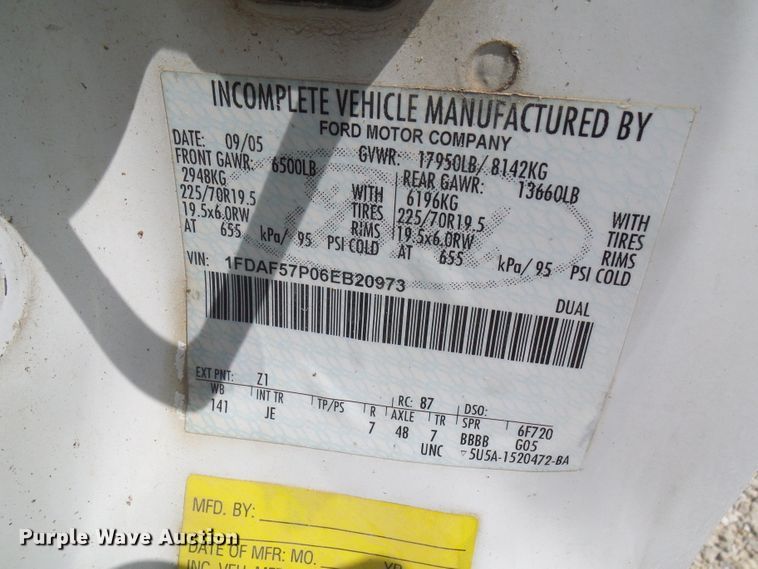 INCOMPLETE VEHICLE MANUFACTURED BY
FORD MOTOR COMPANY
DATE: 09/05 GVWR: 17950LB/ 8142KG
FRONT GAWR: 6500LB REAR GAWR: 13660LB
2948KG WITH 6196KG WITH
225/70R19.5 TIRES 225/70R19.5 TIRES
19.5x6.0RW RIMS 19.5x6.0RW RIMS
AT 655 kPa/ 95 PSI COLD AT 655 kPa/ 95 PSI COLD
VIN: 1FDAF57P06EB20973
DUAL
EXT PNT: Z1 RC: 87 DSO:
WB INT TR TP/PS R AXLE TR SPR 6F720
141 JE 7 48 7 BBBB G05
UNC 5U5A-1520472-BA
MFD. BY:
DATE OF MFR: MO. YR.
INC. VEH. MFD.
Purple Wave Auction